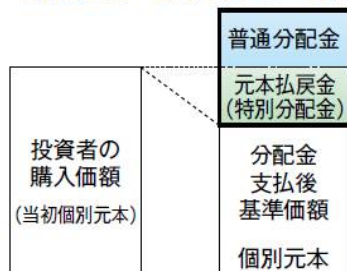 普通分配金
元本払戻金
(特別分配金)
投資者の
購入価額
(当初個別元本)
分配金
支払後
基準価額
個別元本